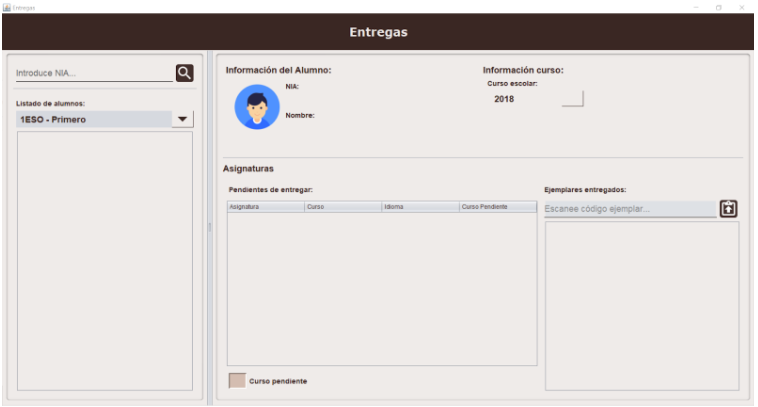 Entregas
Entregas
Introduce NIA...
Listado de alumnos:
1ESO - Primero
Información del Alumno:
NIA:
Nombre:
Información curso:
Curso escolar:
2018
Asignaturas
Pendientes de entregar:
Asignatura Curso Idioma Curso Pendiente
Curso pendiente
Ejemplares entregados:
Escanee código ejemplar...